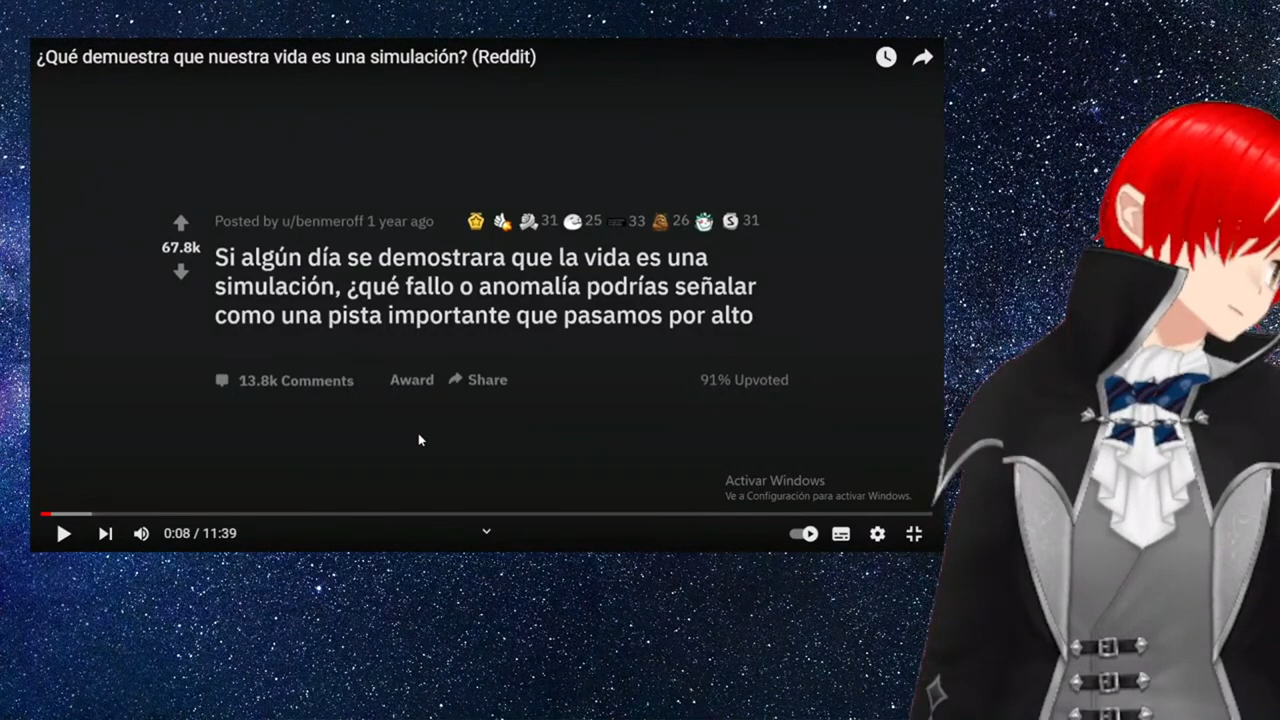 ¿Qué demuestra que nuestra vida es una simulación? (Reddit)
Posted by u/benmeroff 1 year ago 31 25 33 26 31
67.8k
Si algún día se demostrara que la vida es una
simulación, ¿qué fallo o anomalía podrías señalar
como una pista importante que pasamos por alto
13.8k Comments Award Share 91% Upvoted
Activar Windows
Ve a Configuración para activar Windows.
0:08 / 11:39